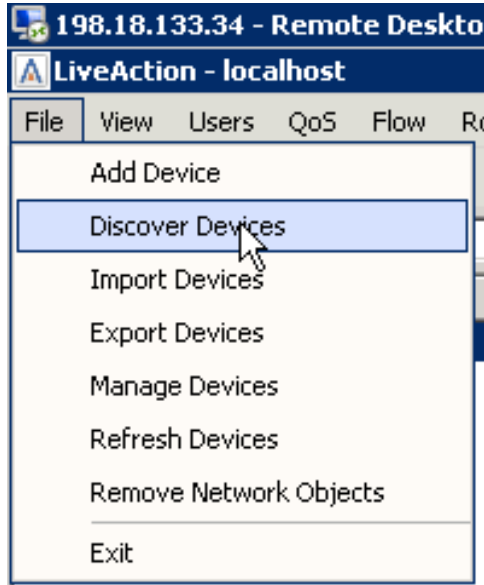 198.18.133.34 - Remote Deskto
LiveAction - localhost
File View Users QoS Flow Ro
Add Device
Discover Devices
Import Devices
Export Devices
Manage Devices
Refresh Devices
Remove Network Objects
Exit